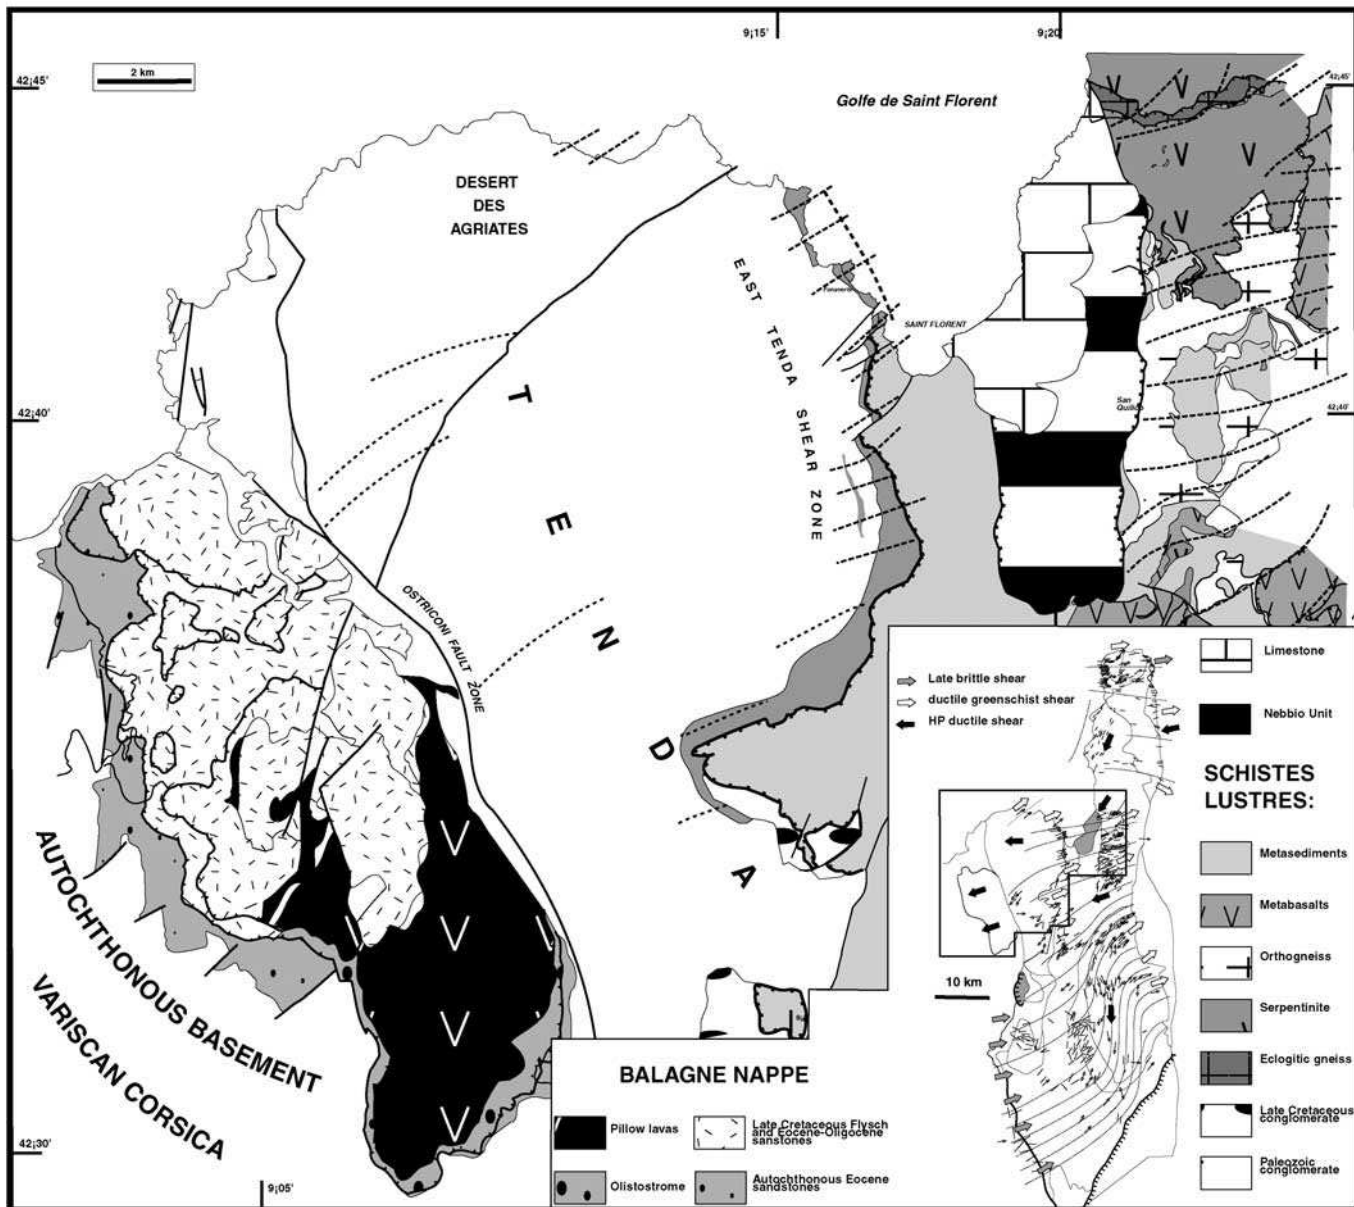 9¡15'
9¡20
2 km
42¡45'
42¡45'
Golfe de Saint Florent
DESERT
DES
AGRIATES
EAST TENDA SHEAR ZONE
SAINT FLORENT
42¡40'
42¡40'
San
TENDA
OSTRICONI FAULT
ZONE
Late brittle shear
ductile greenschist shear
HP ductile shear
Limestone
Nebbio Unit
SCHISTES
LUSTRES:
Metasediments
Metabasalts
Orthogneiss
Serpentinite
Eclogitic gneiss
Late Cretaceous
conglomerate
Paleozoic
conglomerate
10 km
AUTOCHTHONOUS BASEMENT
VARISCAN CORSICA
BALAGNE NAPPE
Pillow lavas
Late Cretaceous Flysch
and Eocene-Oligocene
sanstones
Olistostrome
Autochthonous Eocene
sandstones
42¡30'
9¡05'